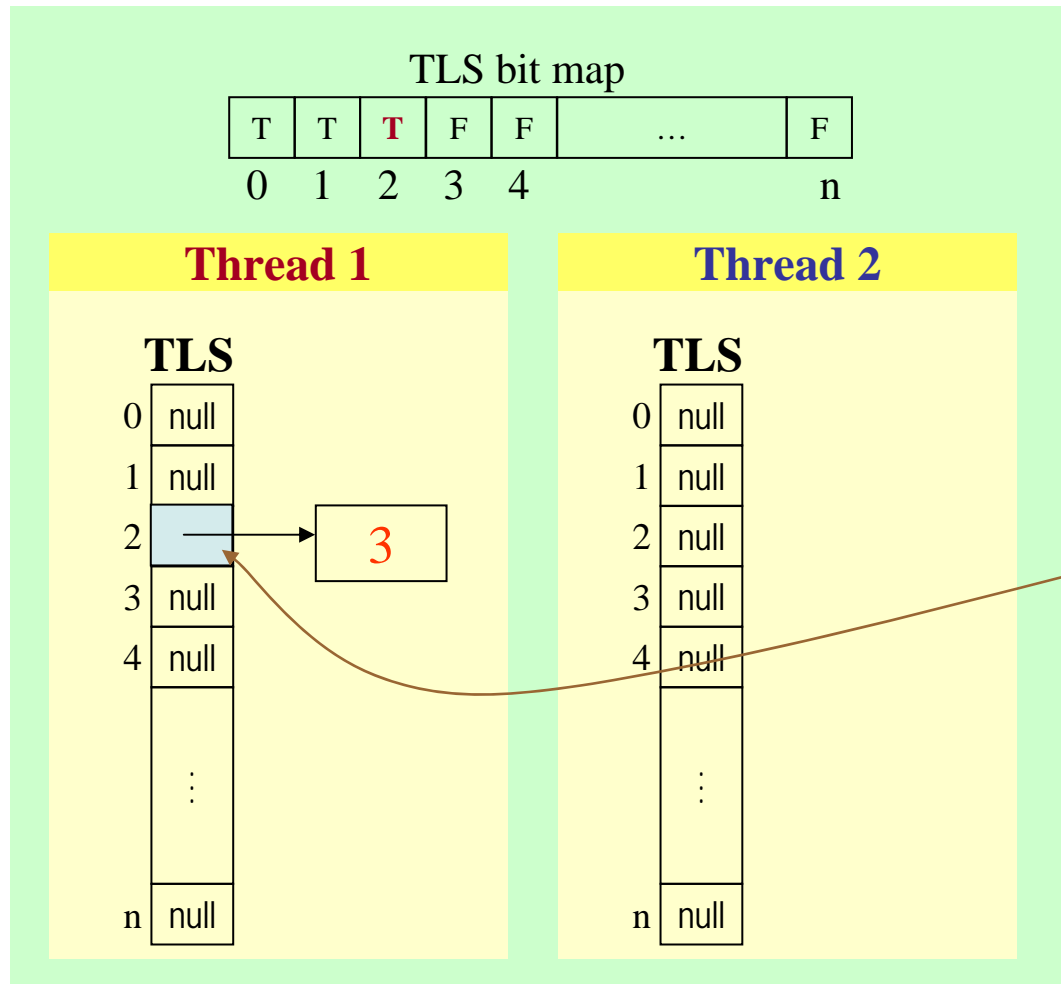 TLS bit map
T T T F F … F
0 1 2 3 4 n
Thread 1
TLS
0 null
1 null
2 3
3 null
4 null
⋮
n null
Thread 2
TLS
0 null
1 null
2 null
3 null
4 null
⋮
n null